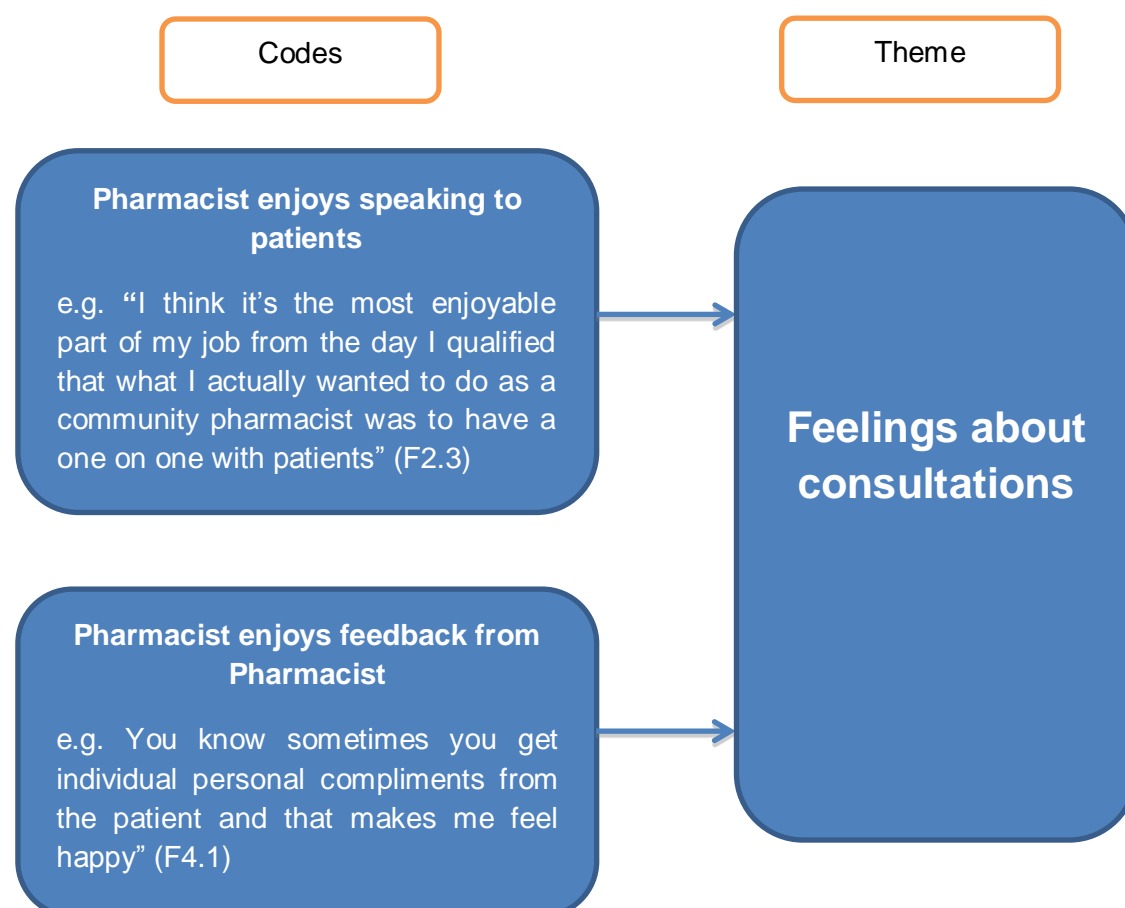 Codes
Theme
Pharmacist enjoys speaking to
patients
e.g. “I think it’s the most enjoyable
part of my job from the day I qualified
that what I actually wanted to do as a
community pharmacist was to have a
one on one with patients” (F2.3)
Feelings about
consultations
Pharmacist enjoys feedback from
Pharmacist
e.g. You know sometimes you get
individual personal compliments from
the patient and that makes me feel
happy” (F4.1)